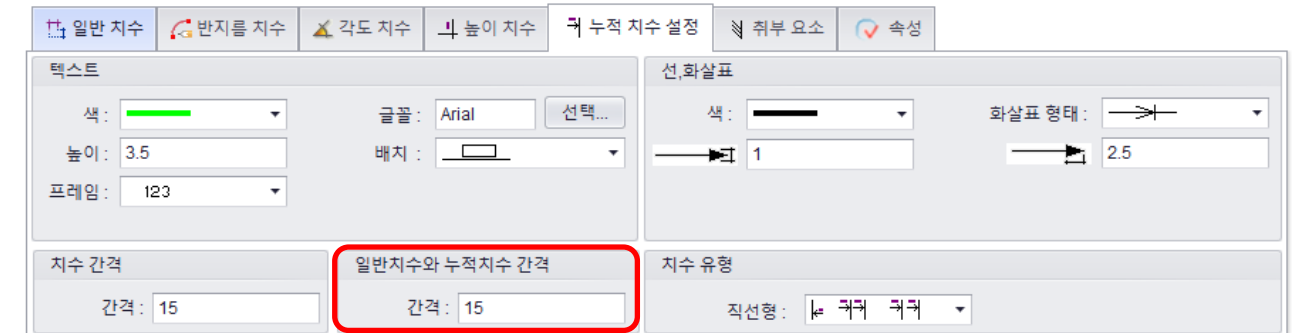 일반 치수 반지름 치수 각도 치수 높이 치수 누적 치수 설정 취부 요소 속성
텍스트 선,화살표
색 : 글꼴 : Arial 선택... 색 : 화살표 형태 :
높이 : 3.5 배치 : 1 2.5
프레임 : 123
치수 간격 일반치수와 누적치수 간격 치수 유형
간격 : 15 간격 : 15 직선형 :